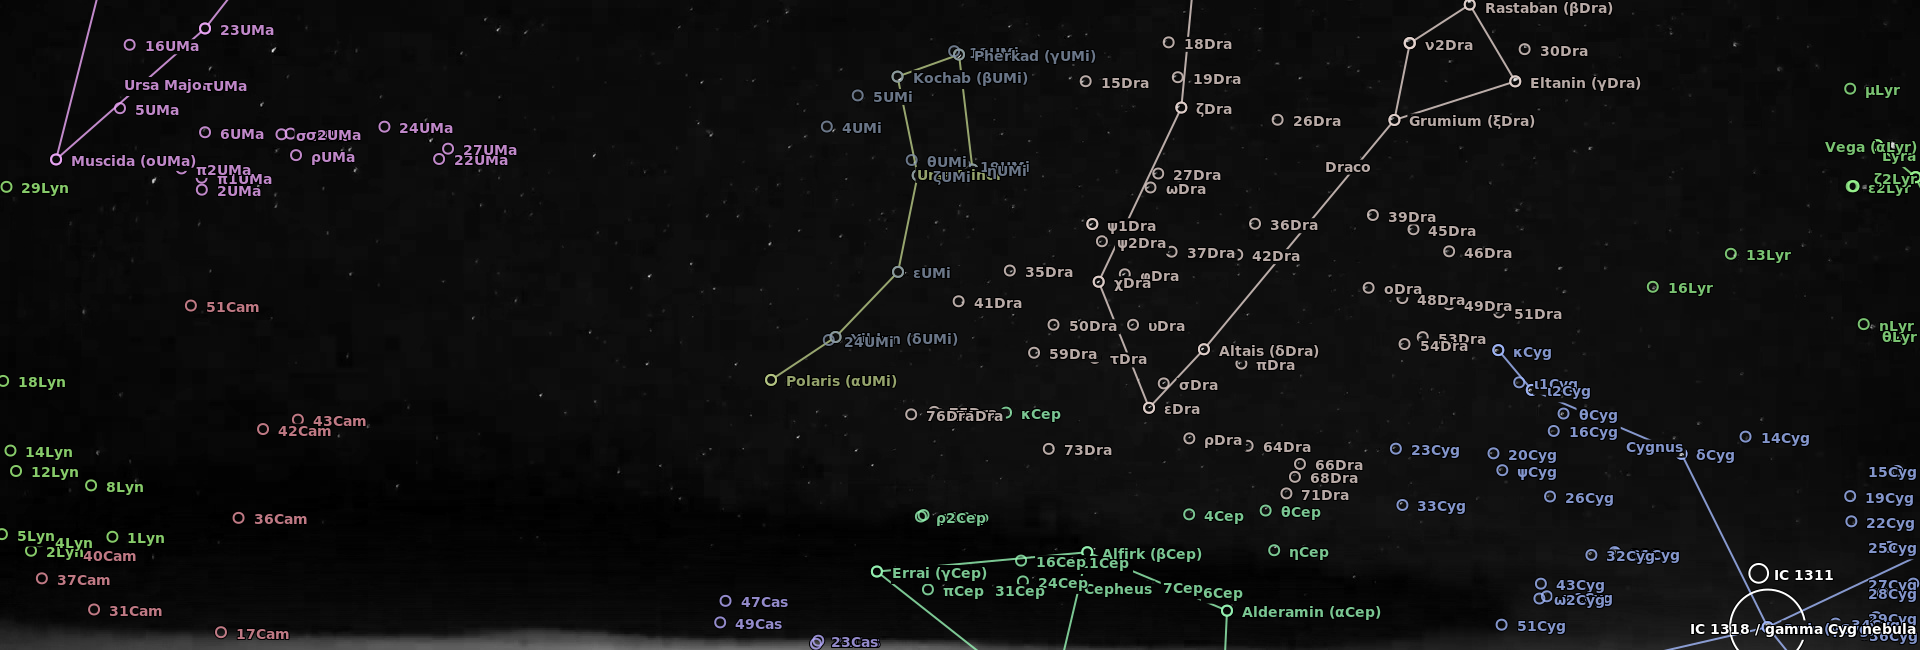 Rastaban (βDra)
23UMa
16UMa
18Dra
ν2Dra
30Dra
Pherkad (γUMi)
Kochab (βUMi)
19Dra
15Dra
Eltanin (γDra)
Ursa Majo
τUMa
μLyr
5UMi
5UMa
ζDra
4UMi
24UMa
26Dra
Grumium (ξDra)
6UMa
σ2UMa
27UMa
22UMa
ρUMa
Muscida (οUMa)
Vega (αLyr)
Lyra
θUMi
ηUMi
ζUMi
Draco
π2UMa
π1UMa
2UMa
29Lyn
27Dra
ωDra
ζ2Lyr
ε2Lyr
39Dra
45Dra
36Dra
ψ1Dra
ψ2Dra
37Dra
42Dra
46Dra
13Lyr
35Dra
εUMi
φDra
χDra
16Lyr
οDra
48Dra
49Dra
51Dra
41Dra
51Cam
50Dra
υDra
ηLyr
θLyr
24UMi
(δUMi)
53Dra
54Dra
κCyg
59Dra
τDra
Altais (δDra)
πDra
18Lyn
Polaris (αUMi)
σDra
ι1Cyg
ι2Cyg
εDra
76Dra
κCep
θCyg
43Cam
42Cam
16Cyg
14Cyg
ρDra
64Dra
Cygnus
δCyg
14Lyn
73Dra
23Cyg
20Cyg
12Lyn
66Dra
68Dra
ψCyg
15Cyg
8Lyn
71Dra
26Cyg
19Cyg
33Cyg
36Cam
ρ2Cep
4Cep
θCep
22Cyg
5Lyn
1Lyn
4Lyn
2Lyn
40Cam
Alfirk (βCep)
ηCep
25Cyg
32Cyg
16Cep
Errai (γCep)
37Cam
24Cep
IC 1311
πCep
31Cep
Cepheus
7Cep
6Cep
43Cyg
27Cyg
28Cyg
ω2Cyg
47Cas
31Cam
Alderamin (αCep)
49Cas
51Cyg
IC 1318 / gamma Cyg nebula
17Cam
23Cas